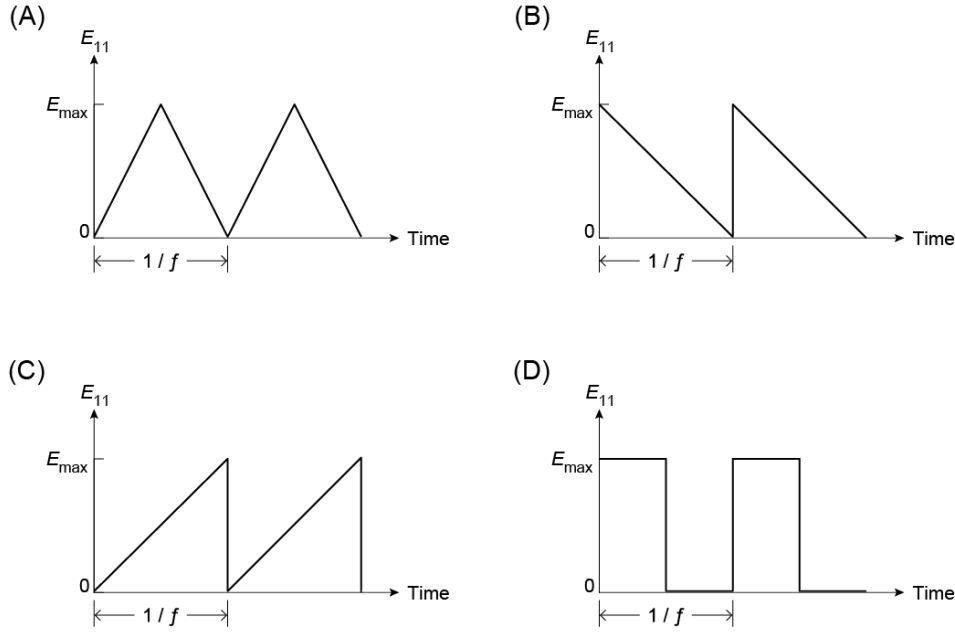 (A)
E11
Emax
0
Time
1 / f
(B)
E11
Emax
0
Time
1 / f
(C)
E11
Emax
0
Time
1 / f
(D)
E11
Emax
0
Time
1 / f